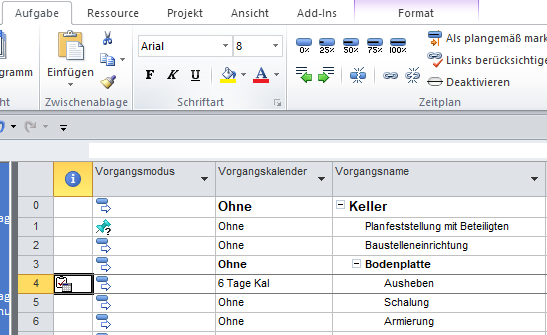 Aufgabe Ressource Projekt Ansicht Add-Ins Format
Arial 8
0% 25% 50% 75% 100%
Als plangemäß mark
Links berücksichtige
Deaktivieren
Einfügen
F K U A
gramm
Zwischenablage Schriftart Zeitplan
Vorgangsmodus Vorgangskalender Vorgangsname
0 Ohne Keller
1 Ohne Planfeststellung mit Beteiligten
2 Ohne Baustelleneinrichtung
3 Ohne Bodenplatte
4 6 Tage Kal Ausheben
5 Ohne Schalung
6 Ohne Armierung